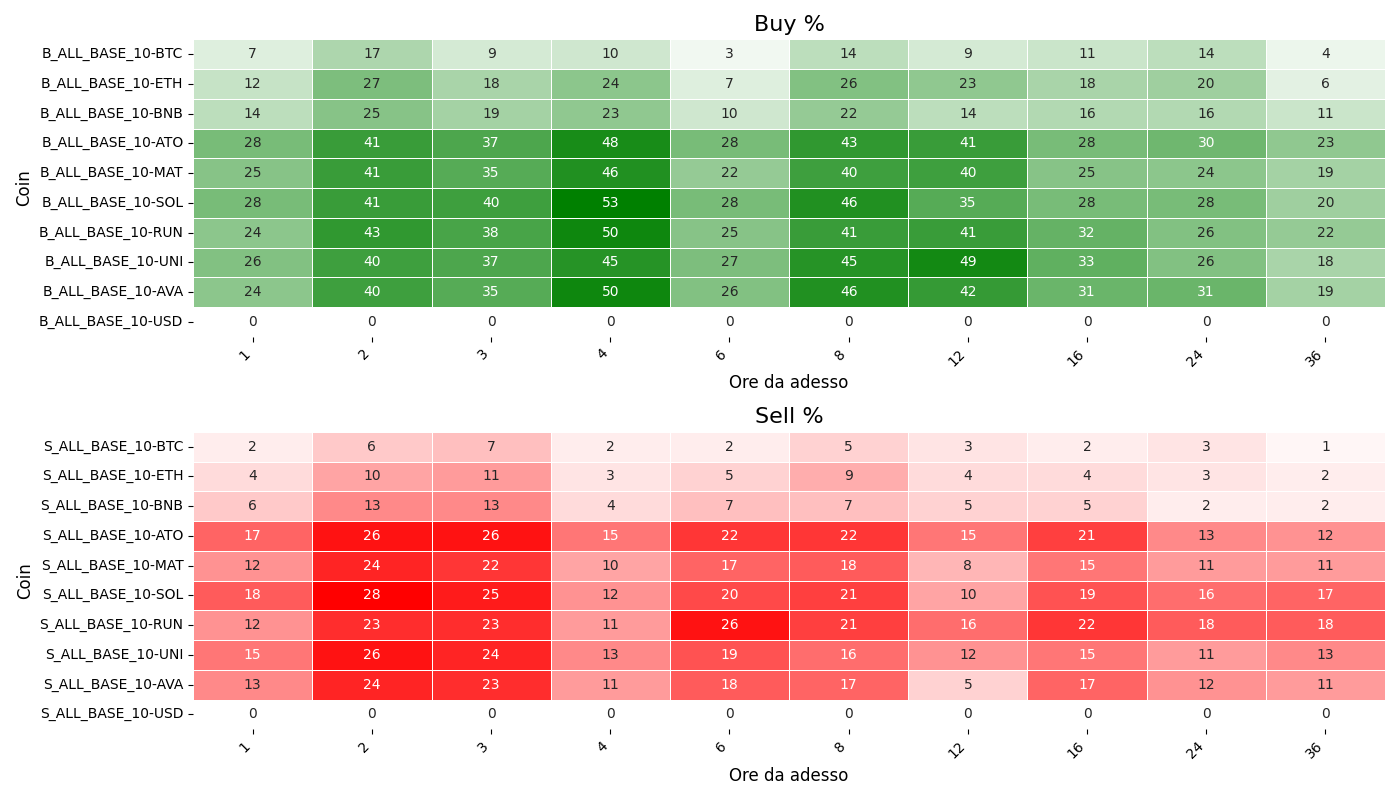 Buy %
Coin
B_ALL_BASE_10-BTC 7 17 9 10 3 14 9 11 14 4
B_ALL_BASE_10-ETH 12 27 18 24 7 26 23 18 20 6
B_ALL_BASE_10-BNB 14 25 19 23 10 22 14 16 16 11
B_ALL_BASE_10-ATO 28 41 37 48 28 43 41 28 30 23
B_ALL_BASE_10-MAT 25 41 35 46 22 40 40 25 24 19
B_ALL_BASE_10-SOL 28 41 40 53 28 46 35 28 28 20
B_ALL_BASE_10-RUN 24 43 38 50 25 41 41 32 26 22
B_ALL_BASE_10-UNI 26 40 37 45 27 45 49 33 26 18
B_ALL_BASE_10-AVA 24 40 35 50 26 46 42 31 31 19
B_ALL_BASE_10-USD 0 0 0 0 0 0 0 0 0 0
1 2 3 4 6 8 12 16 24 36
Ore da adesso
Sell %
Coin
S_ALL_BASE_10-BTC 2 6 7 2 2 5 3 2 3 1
S_ALL_BASE_10-ETH 4 10 11 3 5 9 4 4 3 2
S_ALL_BASE_10-BNB 6 13 13 4 7 7 5 5 2 2
S_ALL_BASE_10-ATO 17 26 26 15 22 22 15 21 13 12
S_ALL_BASE_10-MAT 12 24 22 10 17 18 8 15 11 11
S_ALL_BASE_10-SOL 18 28 25 12 20 21 10 19 16 17
S_ALL_BASE_10-RUN 12 23 23 11 26 21 16 22 18 18
S_ALL_BASE_10-UNI 15 26 24 13 19 16 12 15 11 13
S_ALL_BASE_10-AVA 13 24 23 11 18 17 5 17 12 11
S_ALL_BASE_10-USD 0 0 0 0 0 0 0 0 0 0
1 2 3 4 6 8 12 16 24 36
Ore da adesso